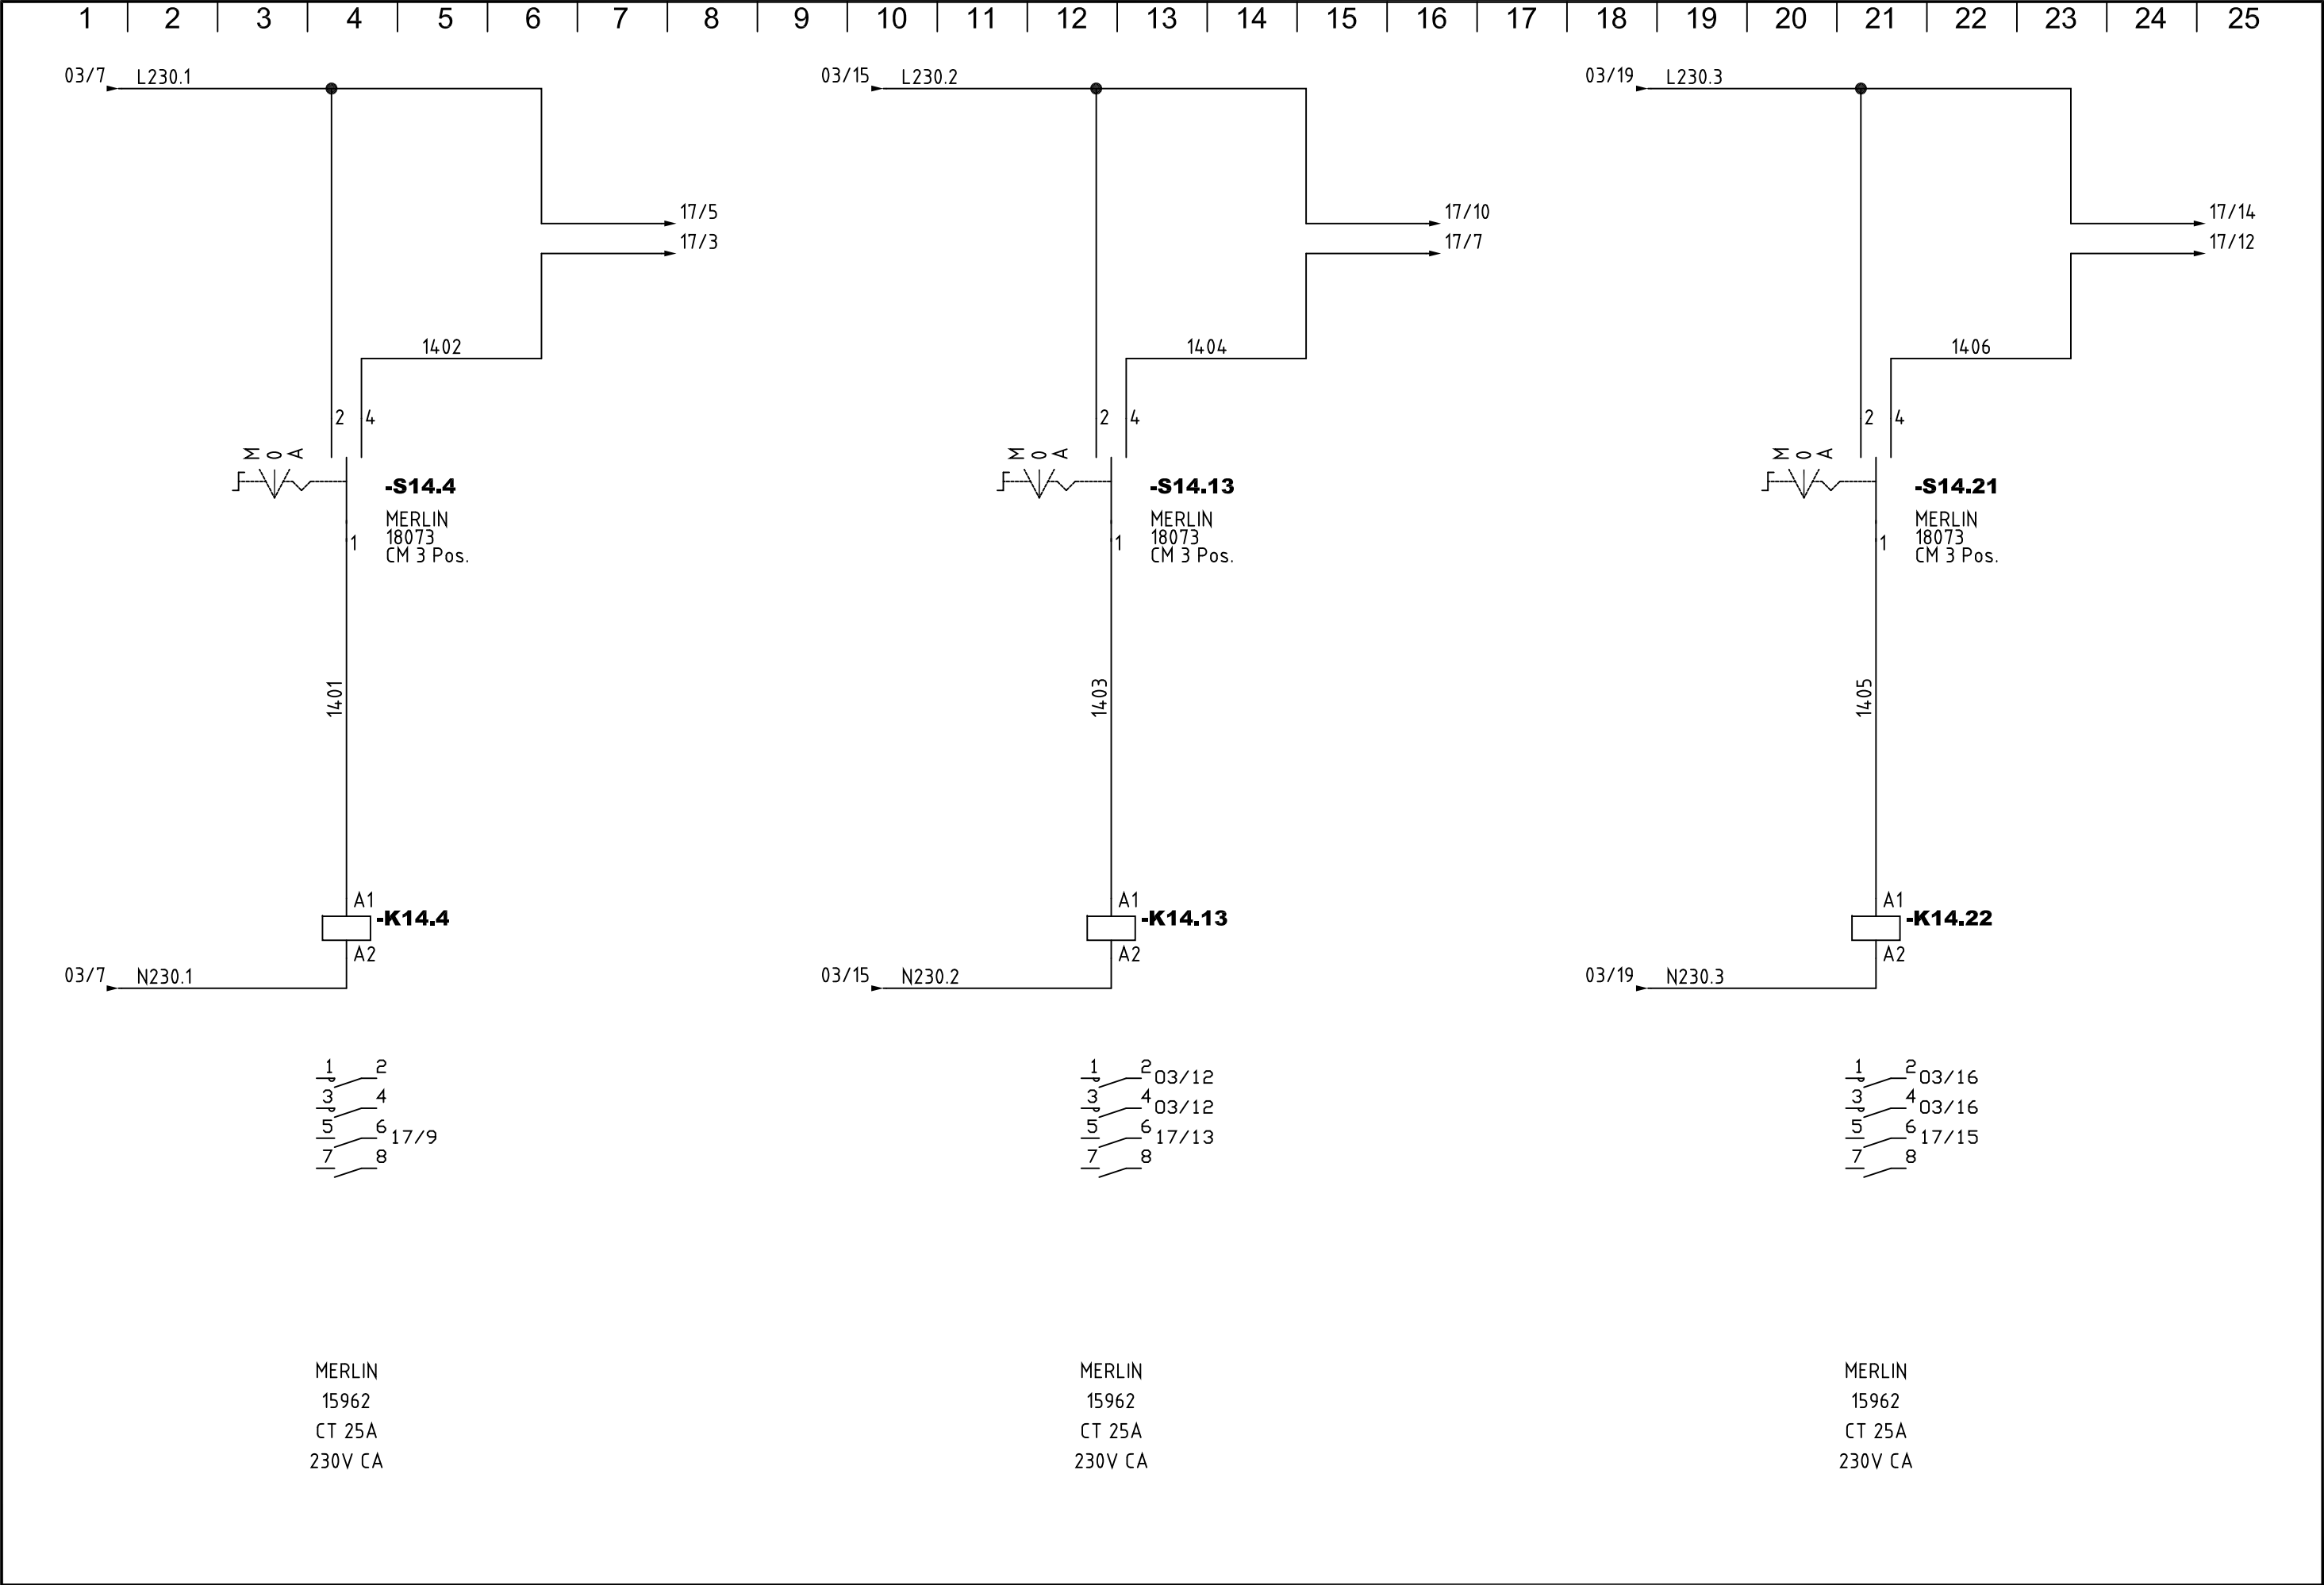 1 2 3 4 5 6 7 8 9 10 11 12 13 14 15 16 17 18 19 20 21 22 23 24 25
03/7 L230.1 03/15 L230.2 03/19 L230.3
17/5 17/10 17/14
17/3 17/7 17/12
1402 1404 1406
2 4 2 4 2 4
M 0 A M 0 A M 0 A
-S14.4 -S14.13 -S14.21
MERLIN MERLIN MERLIN
18073 18073 18073
1 1 1
CM 3 Pos. CM 3 Pos. CM 3 Pos.
1401 1403 1405
A1 A1 A1
-K14.4 -K14.13 -K14.22
A2 A2 A2
03/7 N230.1 03/15 N230.2 03/19 N230.3
1 2 1 2 03/12 1 2 03/16
3 4 3 4 03/12 3 4 03/16
5 6 17/9 5 6 17/13 5 6 17/15
7 8 7 8 7 8
MERLIN MERLIN MERLIN
15962 15962 15962
CT 25A CT 25A CT 25A
230V CA 230V CA 230V CA